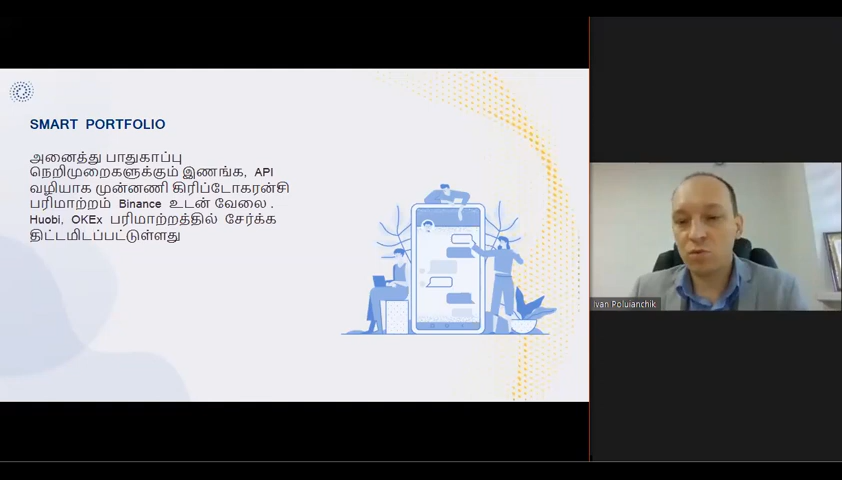 SMART PORTFOLIO
அனைத்து பாதுகாப்பு
நெறிமுறைகளுக்கும் இணங்க, API
வழியாக முன்னணி கிரிப்டோகரன்சி
பரிமாற்றம் Binance உடன் வேலை .
Huobi, OKEx பரிமாற்றத்தில் சேர்க்க
திட்டமிடப்பட்டுள்ளது
Ivan Poluianchik